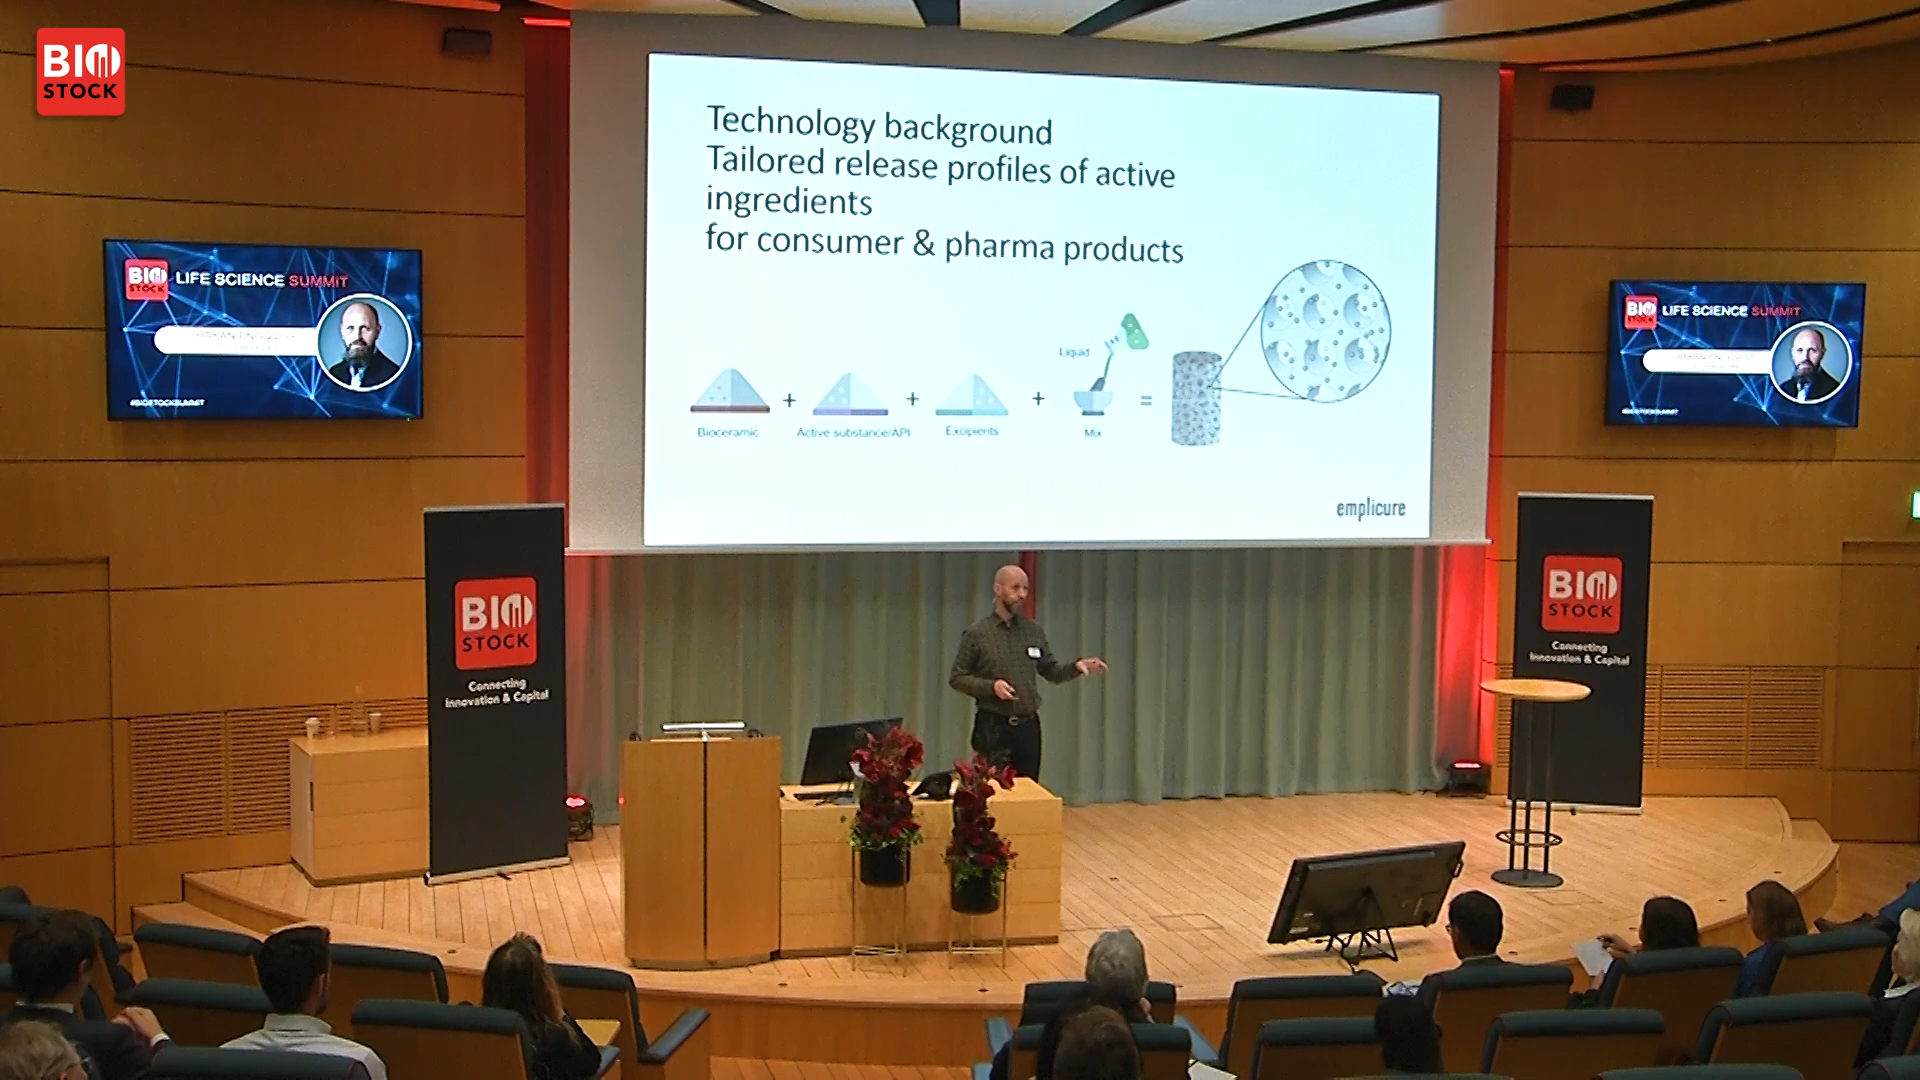 BIO
STOCK
Technology background
Tailored release profiles of active
ingredients
for consumer & pharma products
Liquid
Bioceramic
+
Active substance/API
+
Excipients
+
Mix
=
emplicure
BIO
STOCK
LIFE SCIENCE SUMMIT
#BIOSTOCKSUMMIT
BIO
STOCK
LIFE SCIENCE SUMMIT
#BIOSTOCKSUMMIT
BIO
STOCK
Connecting
Innovation & Capital
BIO
STOCK
Connecting
Innovation & Capital